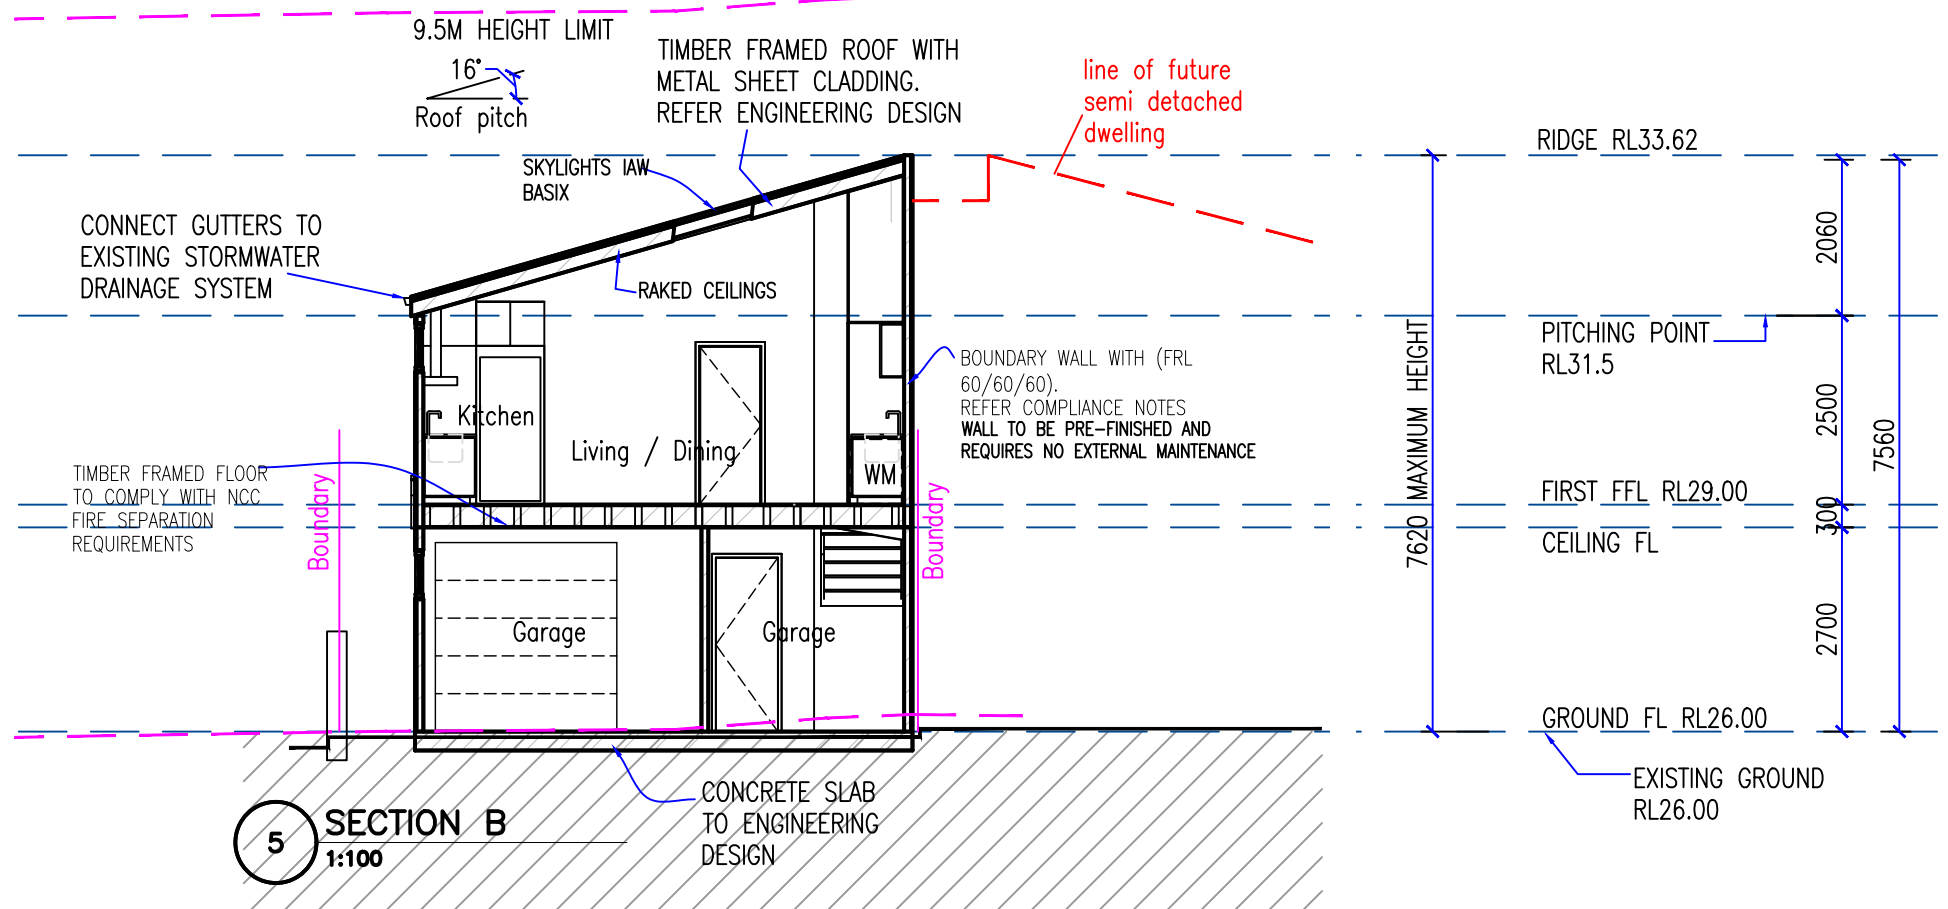 9.5M HEIGHT LIMIT
16°
Roof pitch
TIMBER FRAMED ROOF WITH
METAL SHEET CLADDING.
REFER ENGINEERING DESIGN
line of future
semi detached
dwelling
RIDGE RL33.62
SKYLIGHTS IAW
BASIX
CONNECT GUTTERS TO
EXISTING STORMWATER
DRAINAGE SYSTEM
RAKED CEILINGS
2060
PITCHING POINT
RL31.5
BOUNDARY WALL WITH (FRL
60/60/60).
REFER COMPLIANCE NOTES
WALL TO BE PRE-FINISHED AND
REQUIRES NO EXTERNAL MAINTENANCE
7620 MAXIMUM HEIGHT
2500
7560
Kitchen
Living / Dining
WM
TIMBER FRAMED FLOOR
TO COMPLY WITH NCC
FIRE SEPARATION
REQUIREMENTS
Boundary
Boundary
FIRST FFL RL29.00
300
CEILING FL
Garage
Garage
2700
GROUND FL RL26.00
EXISTING GROUND
RL26.00
CONCRETE SLAB
TO ENGINEERING
DESIGN
5
SECTION B
1:100